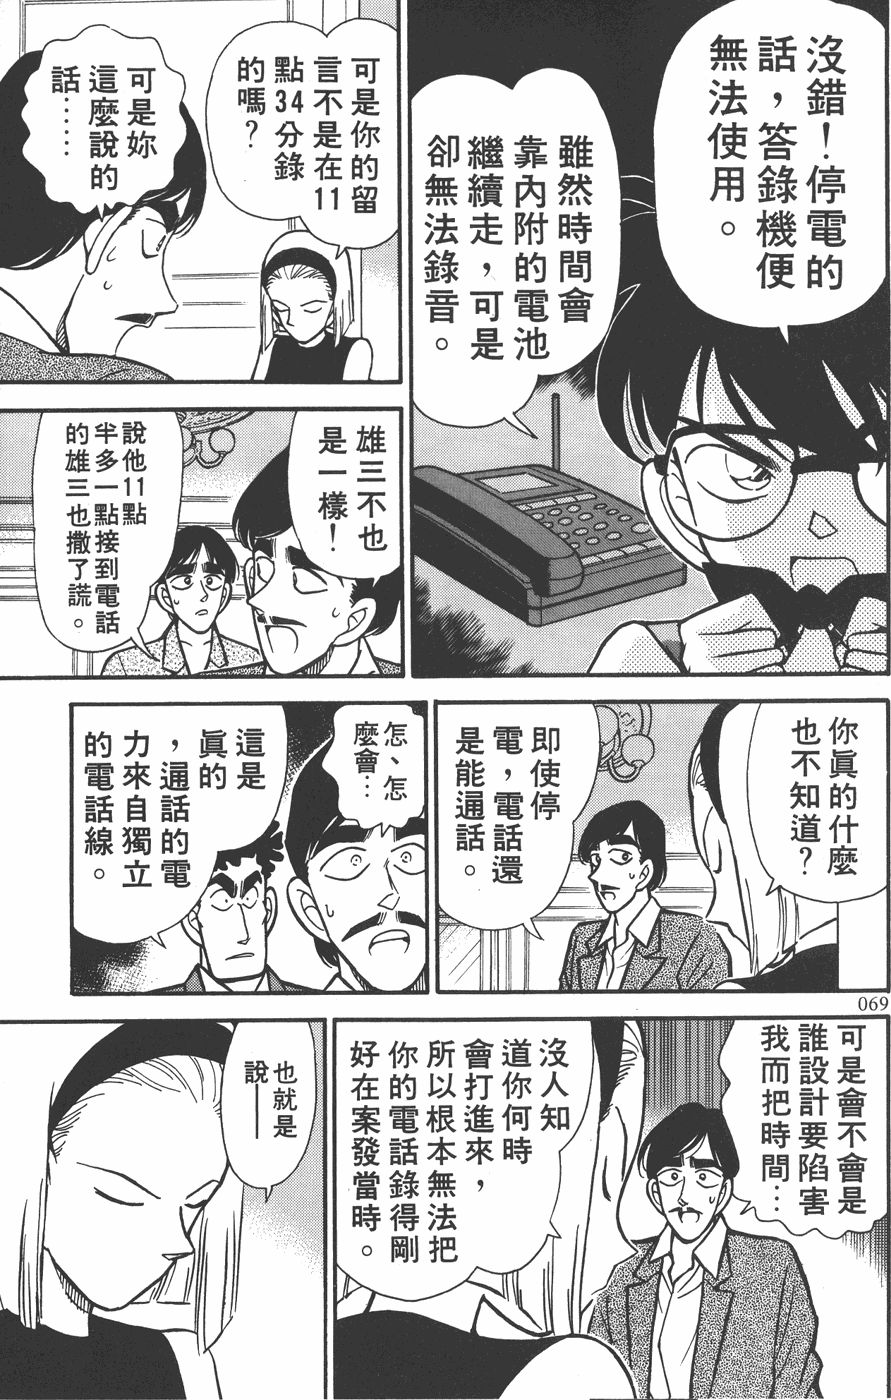 沒錯！停電的
話，答錄機便
無法使用。
雖然時間會
靠內附的電池
繼續走，可是
卻無法錄音。
可是你的留
言不是在11
點34分錄
的嗎？
可是妳
這麼說的
話……
雄三不也
是一樣！
說他11點
半多一點接到電話
的雄三也撒了謊。
你眞的什麼
也不知道？
即使停
電，電話還
是能通話。
怎、怎
麼會…
這是
眞的
，通話的電
力來自獨立
的電話線。
069
可是會不會是
誰設計要陷害
我而把時間…
沒人知
道你何時
會打進來，
所以根本無法把
你的電話錄得剛
好在案發當時。
也就是
說──